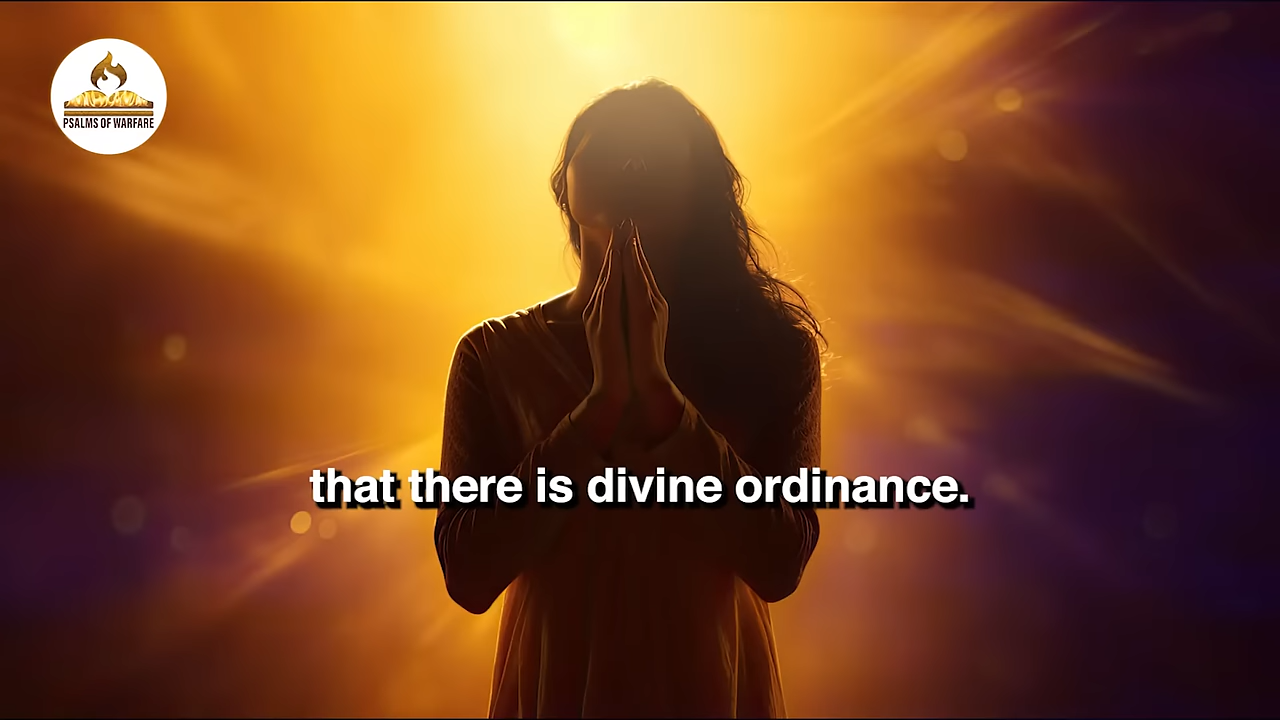 PSALMS OF WARFARE
that there is divine ordinance.